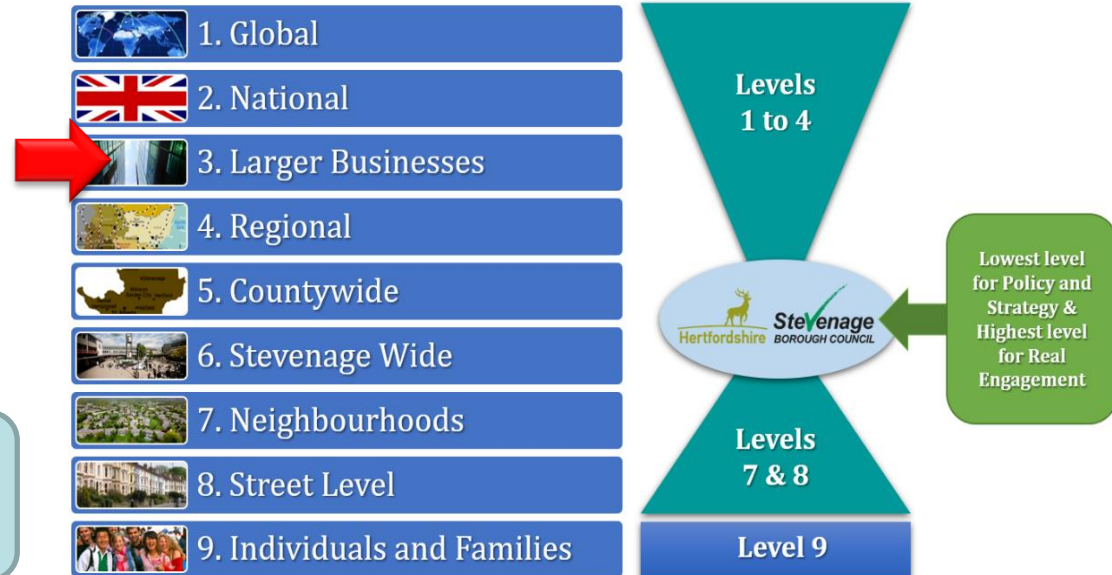 1. Global
2. National
3. Larger Businesses
4. Regional
5. Countywide
6. Stevenage Wide
7. Neighbourhoods
8. Street Level
9. Individuals and Families
Levels
1 to 4
Hertfordshire
Stevenage
BOROUGH COUNCIL
Levels
7 & 8
Level 9
Lowest level
for Policy and
Strategy &
Highest level
for Real
Engagement